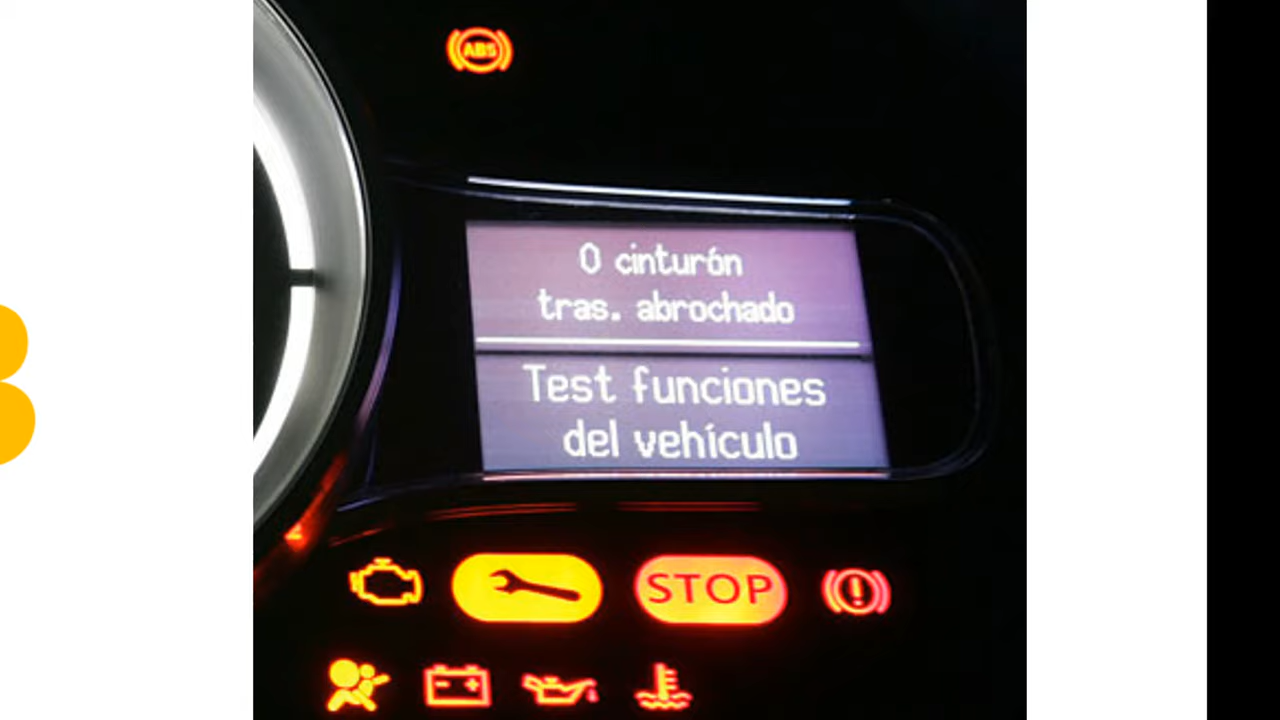 ABS
0 cinturón
tras. abrochado
Test funciones
del vehículo
STOP